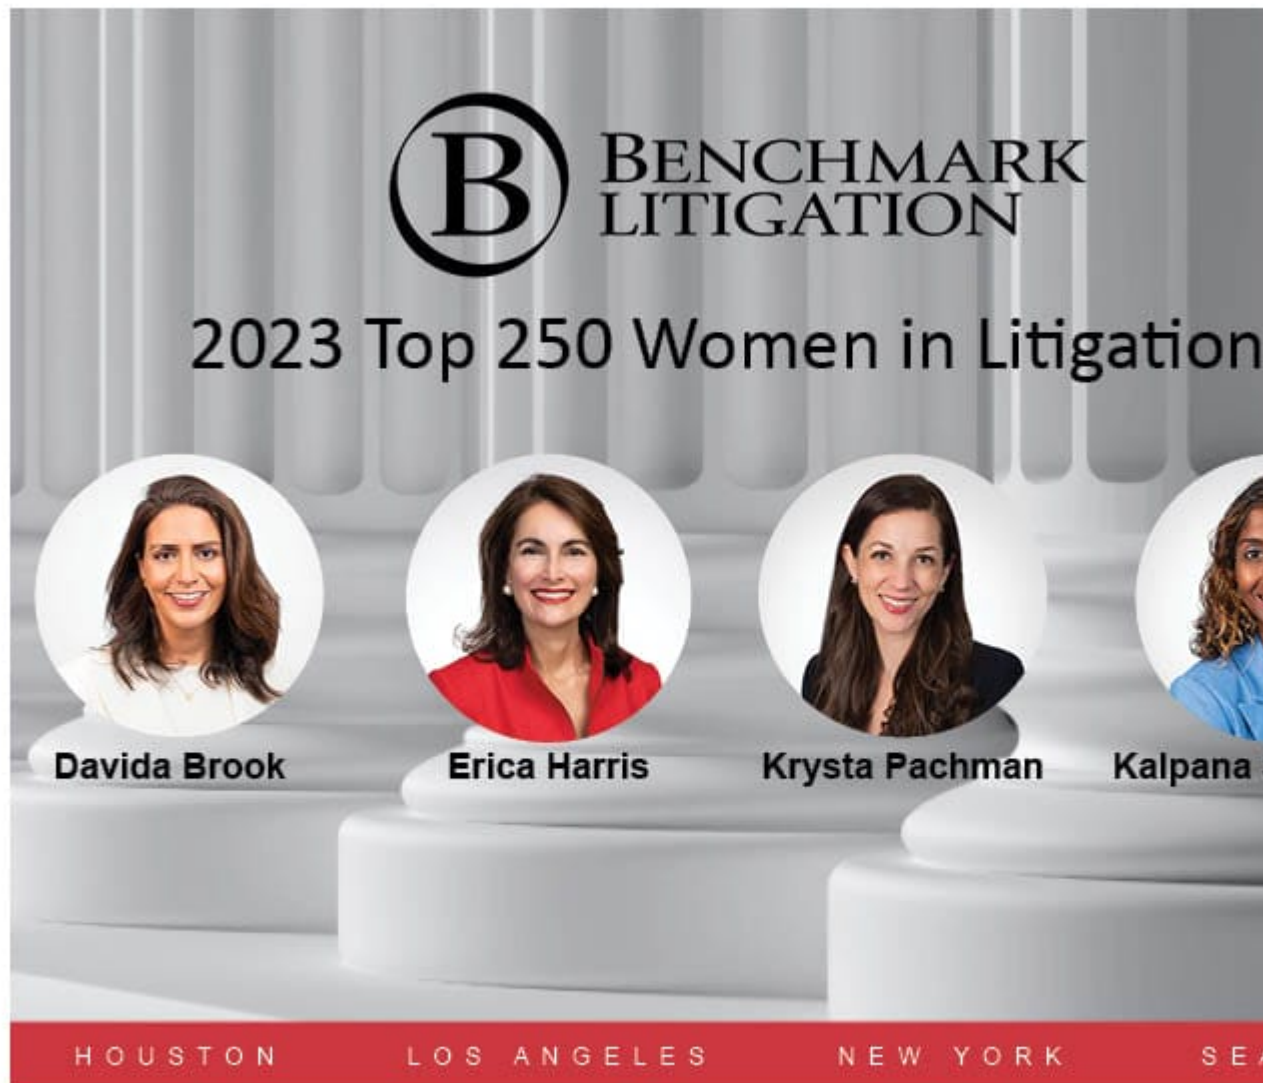 B
BENCHMARK
LITIGATION
2023 Top 250 Women in Litigation
Davida Brook
Erica Harris
Krysta Pachman
Kalpana
HOUSTON
LOS ANGELES
NEW YORK